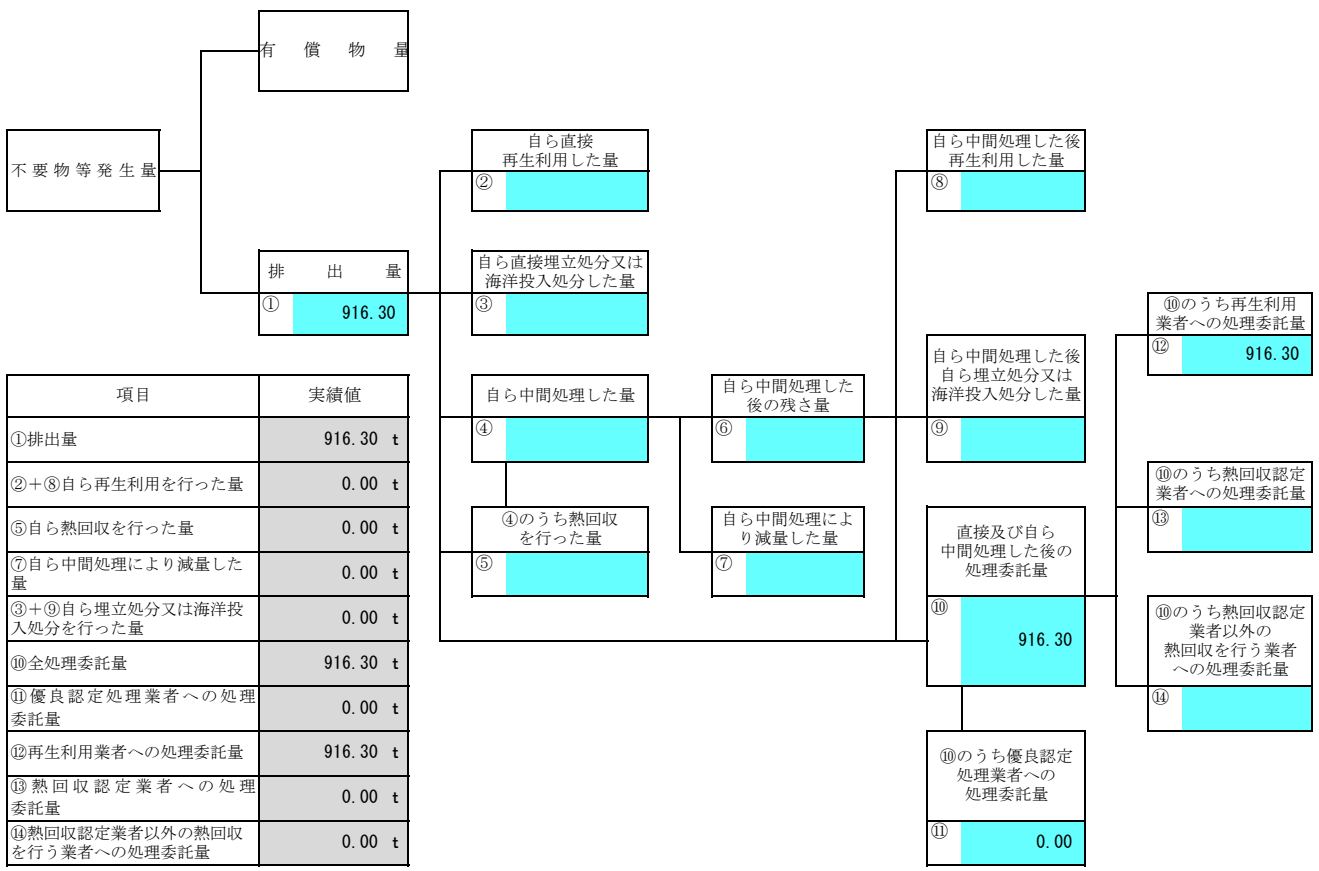 有償物量
不要物等発生量
排出量
① 916.30
自ら直接
再生利用した量
②
自ら直接埋立処分又は
海洋投入処分した量
③
自ら中間処理した量
④
④のうち熱回収
を行った量
⑤
自ら中間処理した
後の残さ量
⑥
自ら中間処理によ
り減量した量
⑦
自ら中間処理した後
再生利用した量
⑧
自ら中間処理した後
自ら埋立処分又は
海洋投入処分した量
⑨
直接及び自ら
中間処理した後の
処理委託量
⑩
916.30
⑩のうち優良認定
処理業者への
処理委託量
⑪
0.00
⑩のうち再生利用
業者への処理委託量
⑫ 916.30
⑩のうち熱回収認定
業者への処理委託量
⑬
⑩のうち熱回収認定
業者以外の
熱回収を行う業者
への処理委託量
⑭
項目 実績値
①排出量 916.30 t
②+⑧自ら再生利用を行った量 0.00 t
⑤自ら熱回収を行った量 0.00 t
⑦自ら中間処理により減量した
量 0.00 t
③+⑨自ら埋立処分又は海洋投
入処分を行った量 0.00 t
⑩全処理委託量 916.30 t
⑪優良認定処理業者への処理
委託量 0.00 t
⑫再生利用業者への処理委託量 916.30 t
⑬熱回収認定業者への処理
委託量 0.00 t
⑭熱回収認定業者以外の熱回収
を行う業者への処理委託量 0.00 t